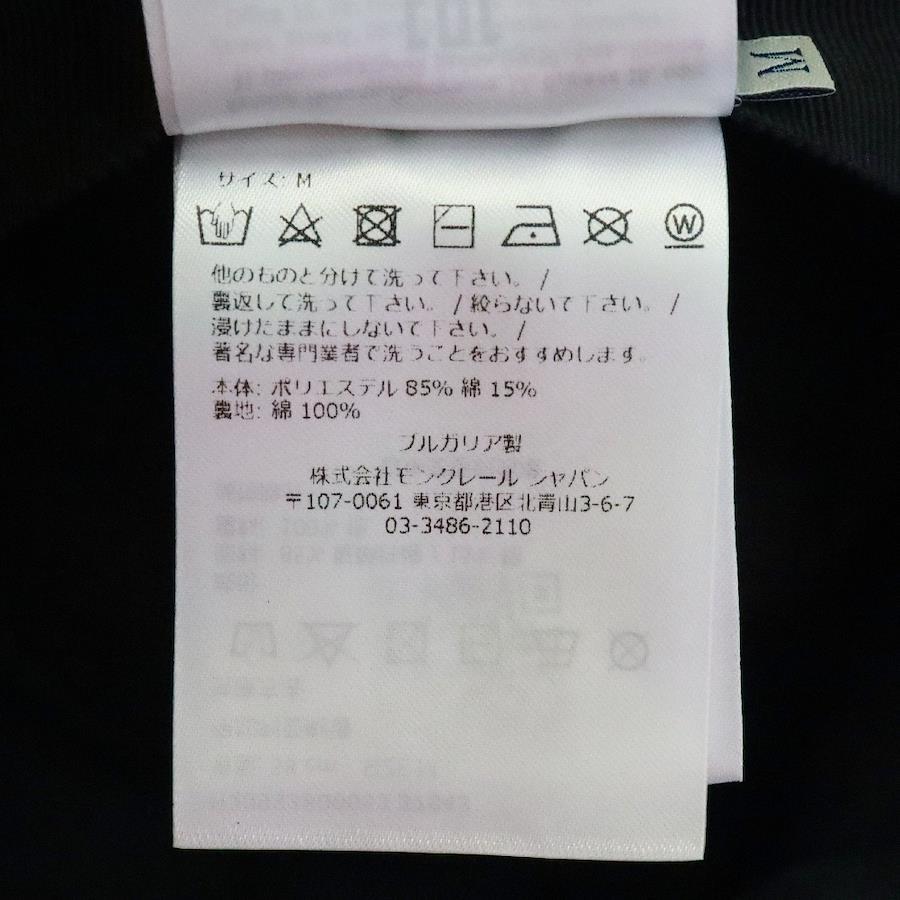 M
サイズ: M
W
他のものと分けて洗って下さい。 /
裏返して洗って下さい。 / 絞らないで下さい。 /
浸けたままにしないで下さい。 /
著名な専門業者で洗うことをおすすめします。
本体: ポリエステル 85% 綿 15%
裏地: 綿 100%
ブルガリア製
株式会社モンクレール ジャパン
〒107-0061 東京都港区北青山3-6-7
03-3486-2110